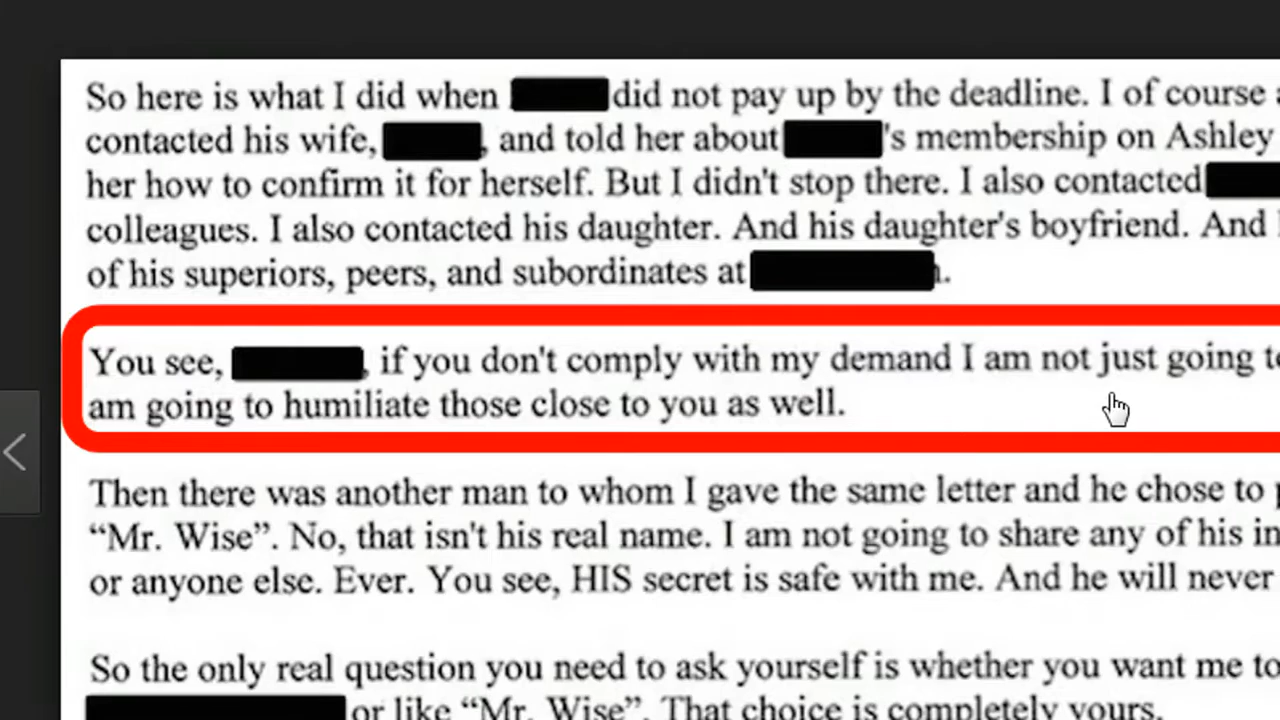 So here is what I did when did not pay up by the deadline. I of course
contacted his wife, , and told her about 's membership on Ashley
her how to confirm it for herself. But I didn't stop there. I also contacted
colleagues. I also contacted his daughter. And his daughter's boyfriend. And
of his superiors, peers, and subordinates at .
You see, , if you don't comply with my demand I am not just going
am going to humiliate those close to you as well.
Then there was another man to whom I gave the same letter and he chose to
“Mr. Wise”. No, that isn't his real name. I am not going to share any of his
or anyone else. Ever. You see, HIS secret is safe with me. And he will never
So the only real question you need to ask yourself is whether you want me to
or like “Mr. Wise”. That choice is completely yours.